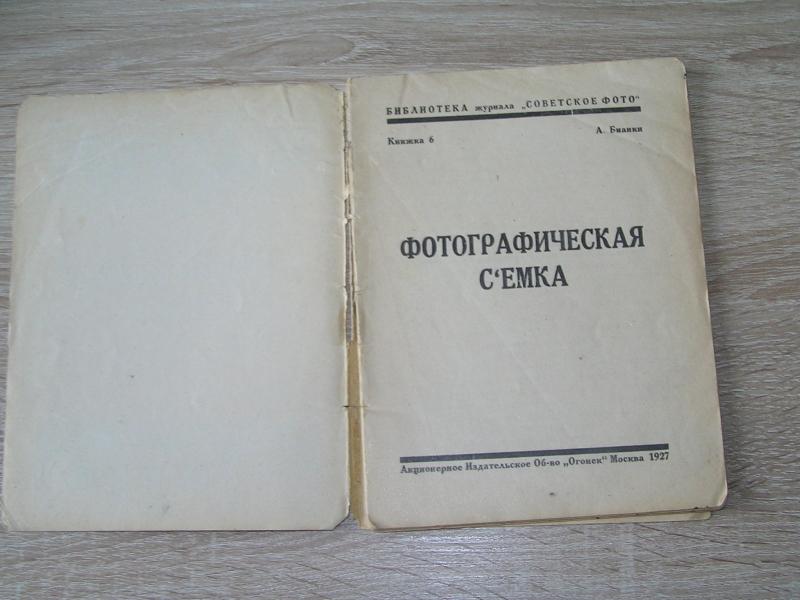 БИБЛИОТЕКА журнала „СОВЕТСКОЕ ФОТО“
Книжка 6 А. Бианки
ФОТОГРАФИЧЕСКАЯ
С‘ЕМКА
Акционерное Издательское Об-во „Огонек“ Москва 1927